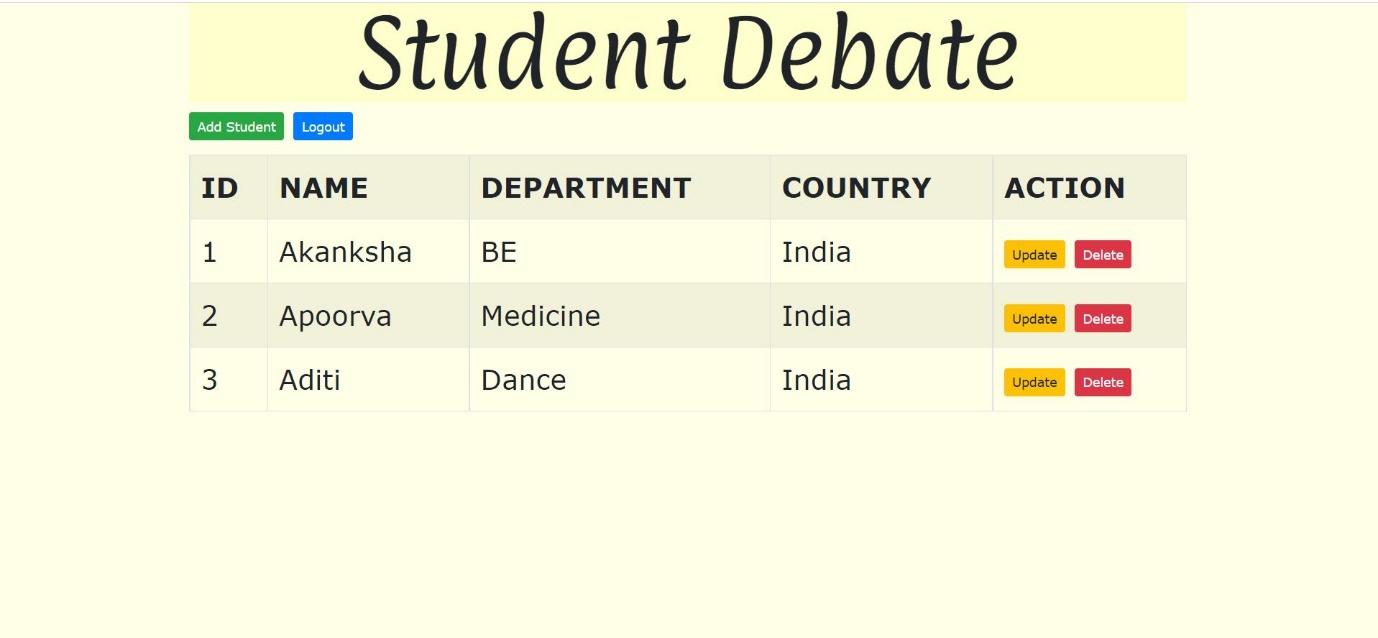 Student Debate
Add Student Logout
ID NAME DEPARTMENT COUNTRY ACTION
1 Akanksha BE India Update Delete
2 Apoorva Medicine India Update Delete
3 Aditi Dance India Update Delete